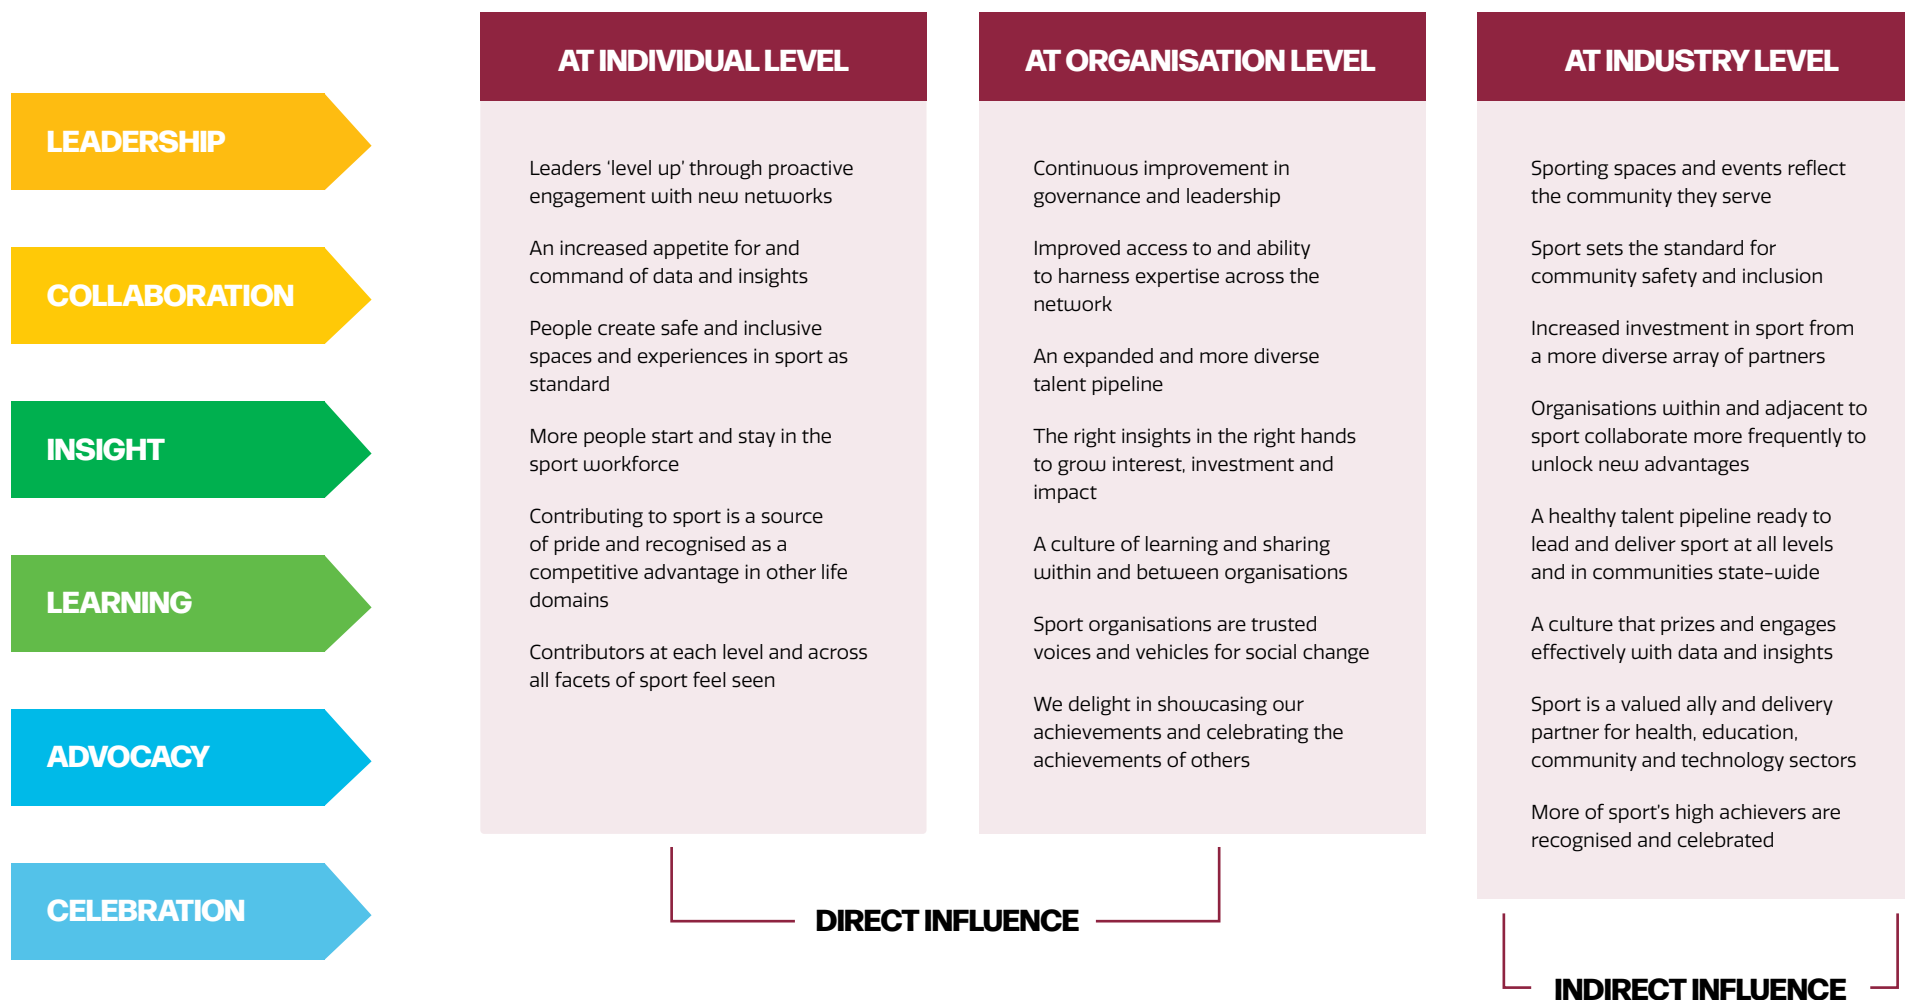 LEADERSHIP
COLLABORATION
INSIGHT
LEARNING
ADVOCACY
CELEBRATION
AT INDIVIDUAL LEVEL
Leaders ‘level up’ through proactive
engagement with new networks
An increased appetite for and
command of data and insights
People create safe and inclusive
spaces and experiences in sport as
standard
More people start and stay in the
sport workforce
Contributing to sport is a source
of pride and recognised as a
competitive advantage in other life
domains
Contributors at each level and across
all facets of sport feel seen
AT ORGANISATION LEVEL
Continuous improvement in
governance and leadership
Improved access to and ability
to harness expertise across the
network
An expanded and more diverse
talent pipeline
The right insights in the right hands
to grow interest, investment and
impact
A culture of learning and sharing
within and between organisations
Sport organisations are trusted
voices and vehicles for social change
We delight in showcasing our
achievements and celebrating the
achievements of others
DIRECT INFLUENCE
AT INDUSTRY LEVEL
Sporting spaces and events reflect
the community they serve
Sport sets the standard for
community safety and inclusion
Increased investment in sport from
a more diverse array of partners
Organisations within and adjacent to
sport collaborate more frequently to
unlock new advantages
A healthy talent pipeline ready to
lead and deliver sport at all levels
and in communities state-wide
A culture that prizes and engages
effectively with data and insights
Sport is a valued ally and delivery
partner for health, education,
community and technology sectors
More of sport’s high achievers are
recognised and celebrated
INDIRECT INFLUENCE